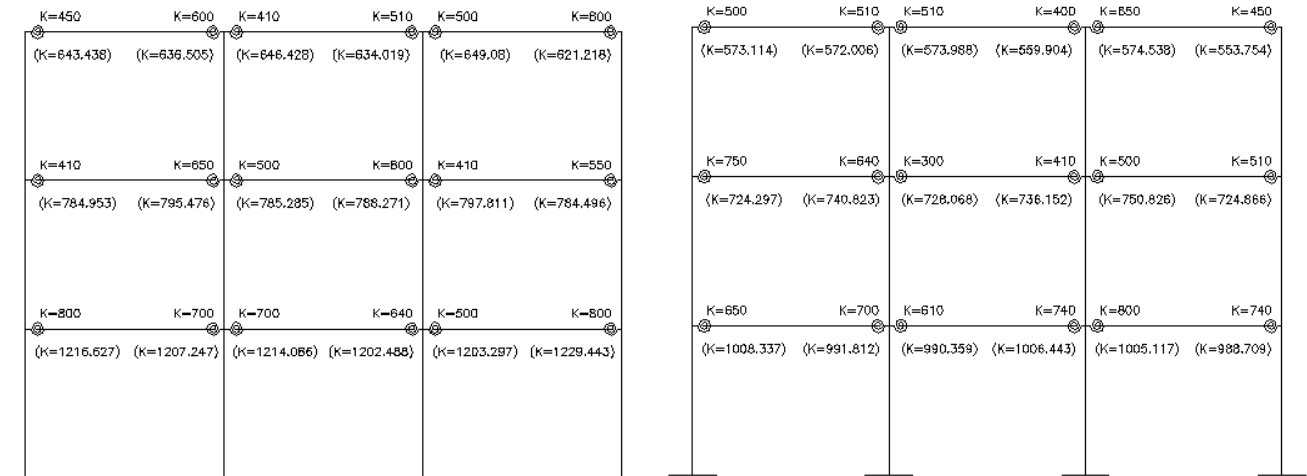 K=450 K=600 K=410 K=510 K=500 K=600
(K=643.438) (K=636.505) (K=646.428) (K=634.019) (K=649.08) (K=621.218)
K=410 K=650 K=500 K=600 K=410 K=550
(K=784.953) (K=795.476) (K=785.285) (K=788.271) (K=797.811) (K=784.496)
K=800 K=700 K=700 K=640 K=500 K=800
(K=1216.627) (K=1207.247) (K=1214.066) (K=1202.488) (K=1203.297) (K=1229.443)
K=500 K=510 K=510 K=400 K=650 K=450
(K=573.114) (K=572.006) (K=573.988) (K=559.904) (K=574.538) (K=553.754)
K=750 K=640 K=300 K=410 K=500 K=510
(K=724.297) (K=740.823) (K=728.068) (K=736.152) (K=750.826) (K=724.866)
K=650 K=700 K=610 K=740 K=800 K=740
(K=1008.337) (K=991.812) (K=990.359) (K=1006.443) (K=1005.117) (K=988.709)